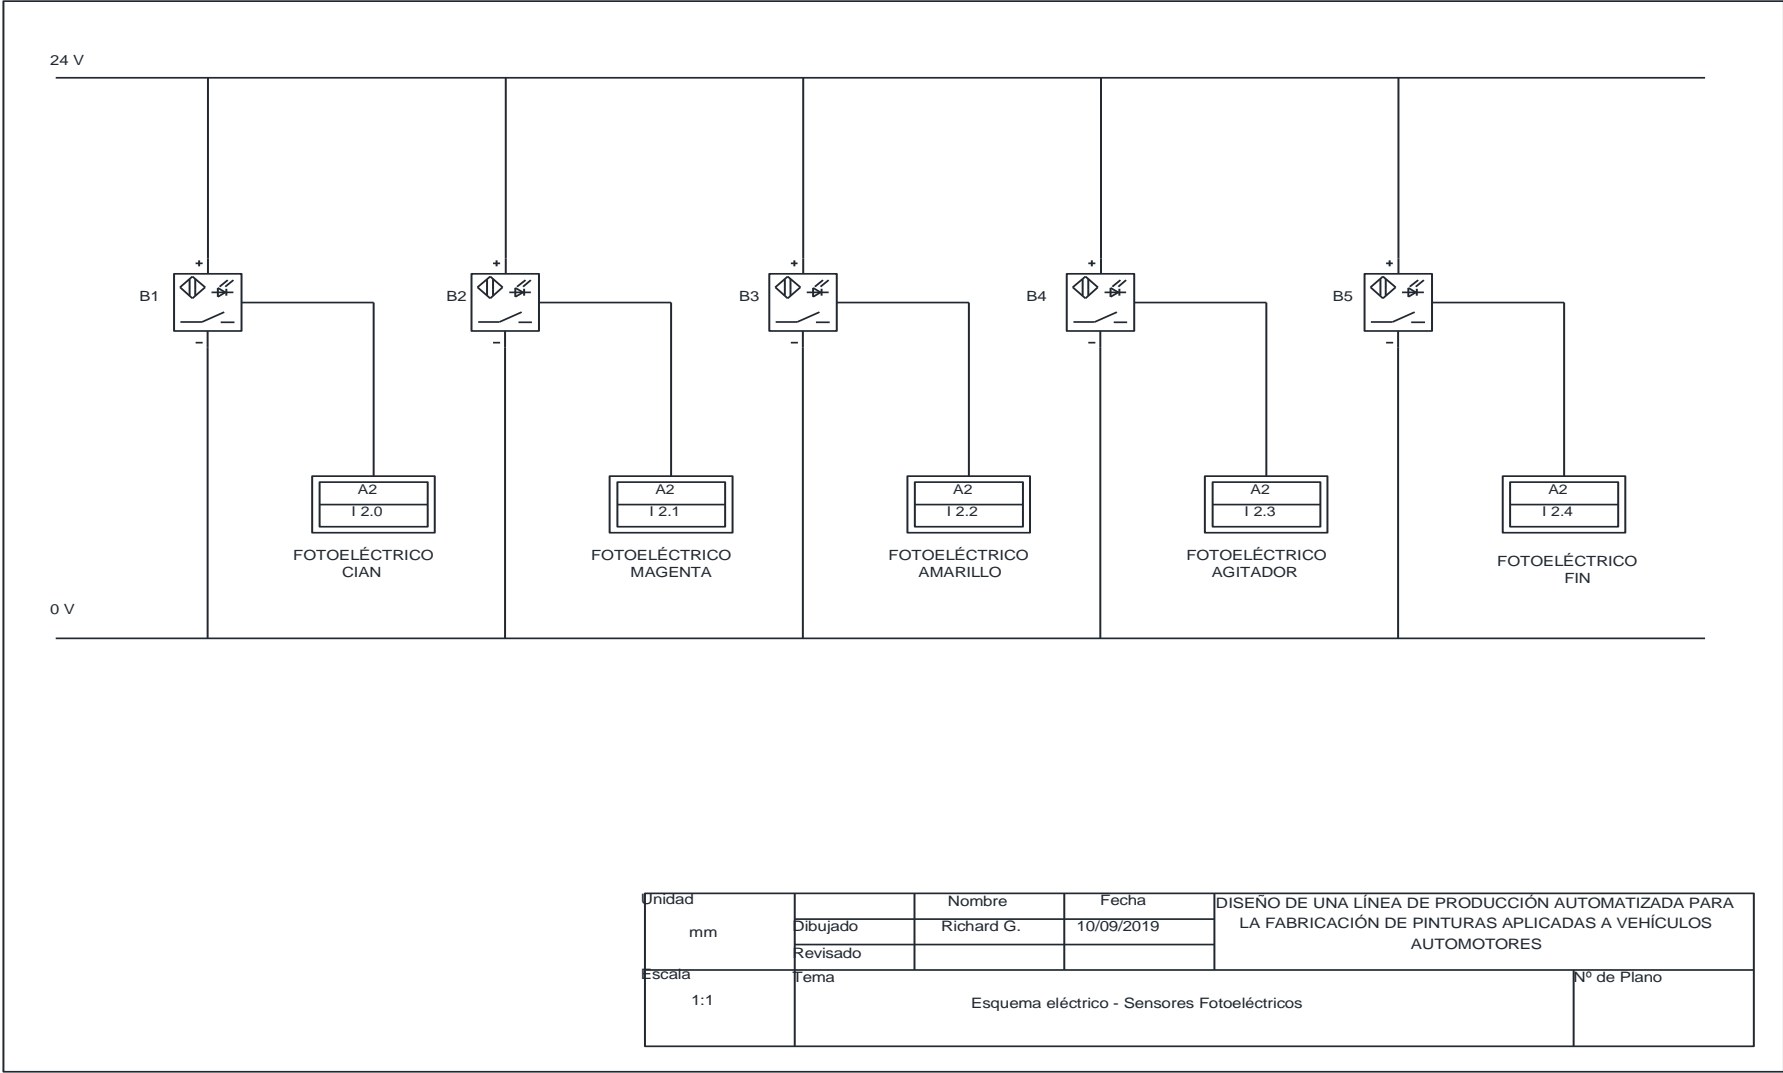 24 V
+ + + + +
B1 B2 B3 B4 B5
- - - - -
A2 A2 A2 A2 A2
I 2.0 I 2.1 I 2.2 I 2.3 I 2.4
FOTOELÉCTRICO
CIAN
FOTOELÉCTRICO
MAGENTA
FOTOELÉCTRICO
AMARILLO
FOTOELÉCTRICO
AGITADOR
FOTOELÉCTRICO
FIN
0 V
Unidad
mm
Nombre Fecha
Dibujado Richard G. 10/09/2019
Revisado
DISEÑO DE UNA LÍNEA DE PRODUCCIÓN AUTOMATIZADA PARA
LA FABRICACIÓN DE PINTURAS APLICADAS A VEHÍCULOS
AUTOMOTORES
Escala
1:1
Tema
Esquema eléctrico - Sensores Fotoeléctricos
Nº de Plano